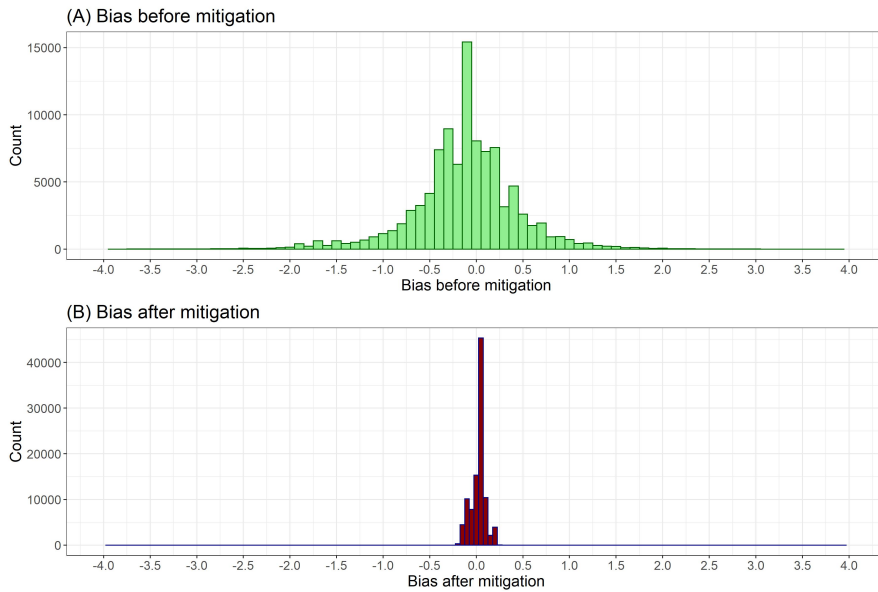 (A) Bias before mitigation
15000
10000
5000
0
Count
-4.0 -3.5 -3.0 -2.5 -2.0 -1.5 -1.0 -0.5 0.0 0.5 1.0 1.5 2.0 2.5 3.0 3.5 4.0
Bias before mitigation
(B) Bias after mitigation
40000
30000
20000
10000
0
Count
-4.0 -3.5 -3.0 -2.5 -2.0 -1.5 -1.0 -0.5 0.0 0.5 1.0 1.5 2.0 2.5 3.0 3.5 4.0
Bias after mitigation